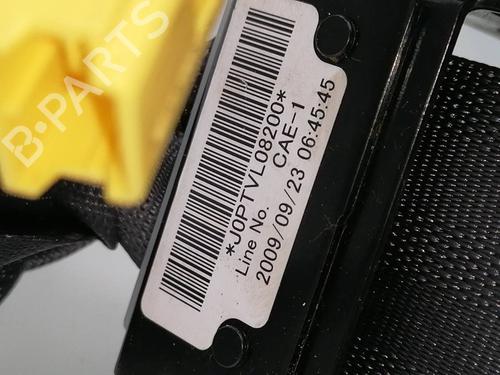 *J0PTVL08200*
Line No. CAE-1
2009/09/23 06:45:45
B-PARTS